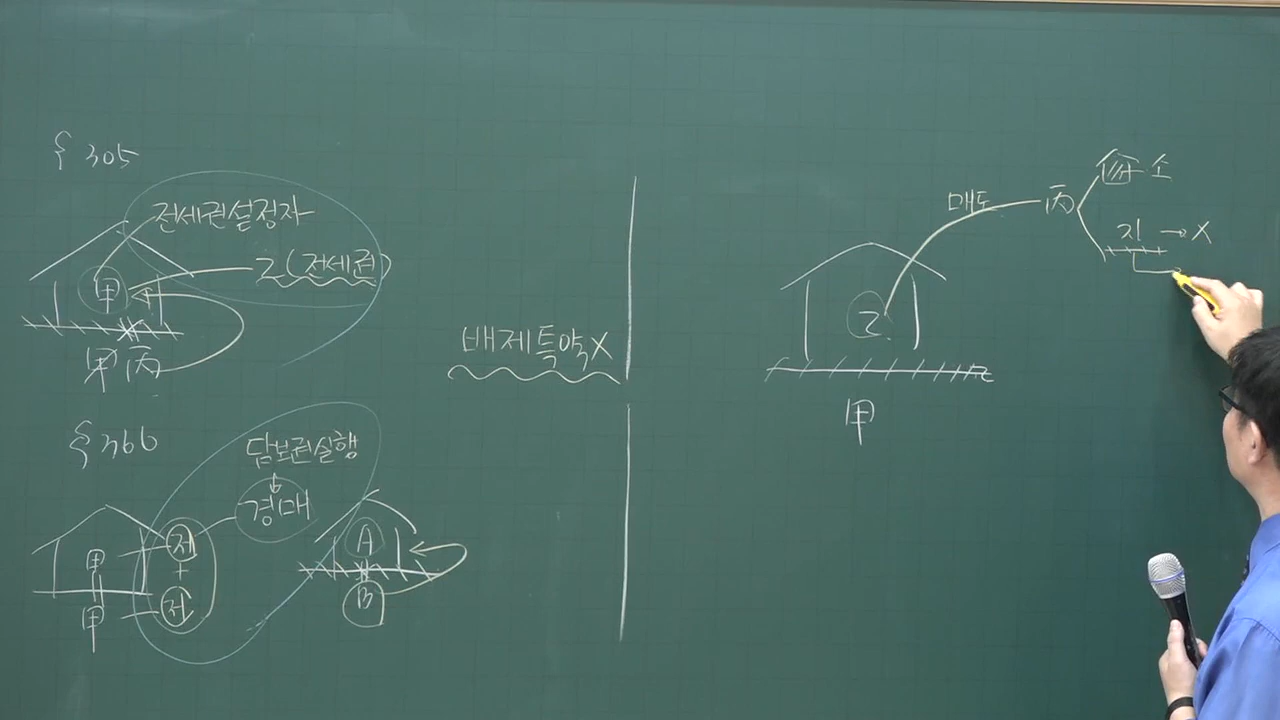 § 305
전세권설정자
甲
乙(전세권)
甲 丙
배제특약X
§ 366
담보권실행
경매
甲 저
+
甲 저
A
B
매도 丙
소
지 → X
乙
甲